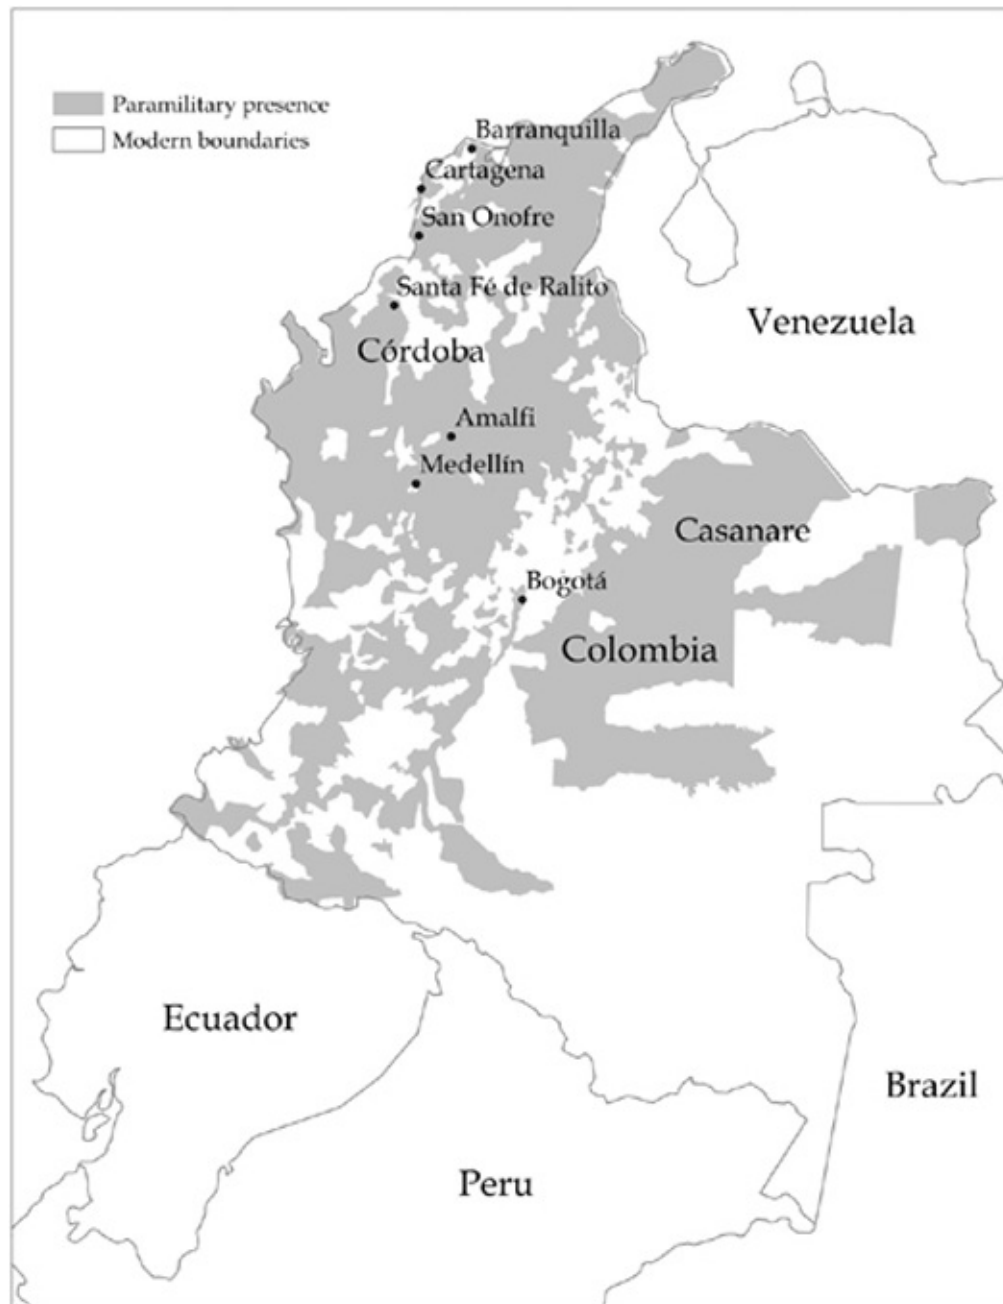 Paramilitary presence
Modern boundaries
Barranquilla
Cartagena
San Onofre
Santa Fé de Ralito
Córdoba
Venezuela
Amalfi
Medellín
Casanare
Bogotá
Colombia
Ecuador
Brazil
Peru